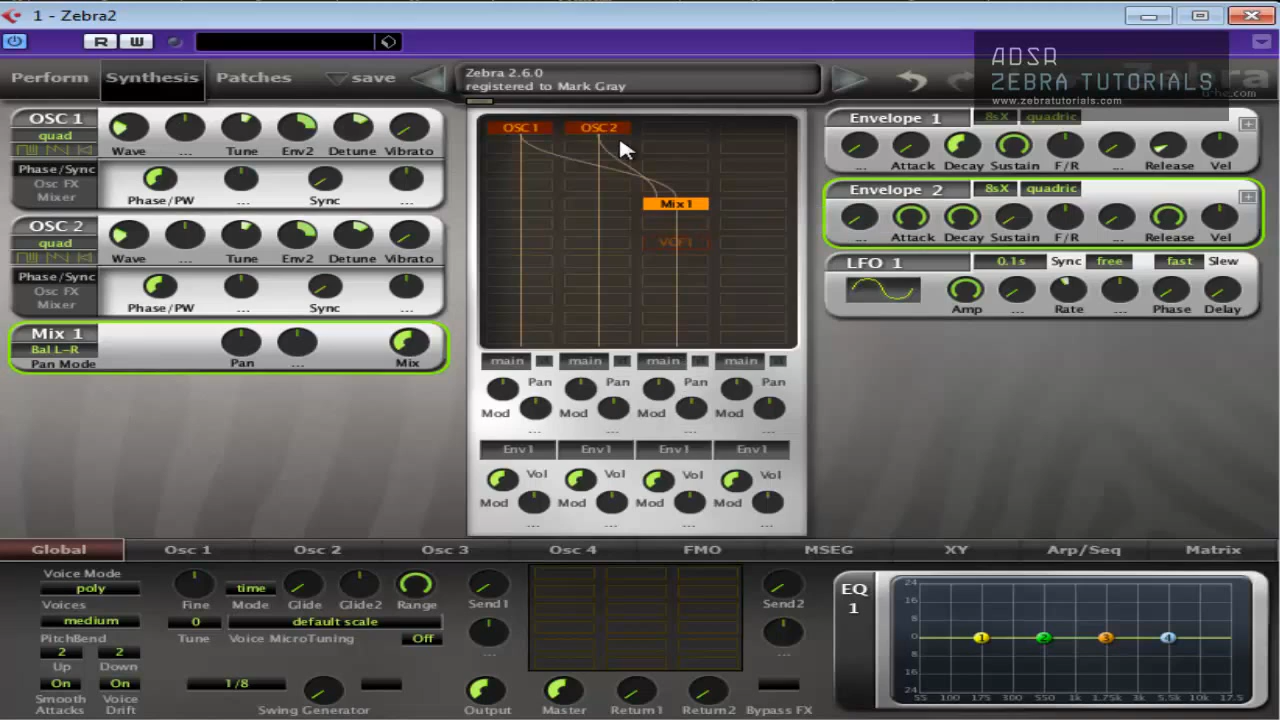 1 - Zebra2
R W
ADSR
ZEBRA TUTORIALS
www.zebratutorials.com
Perform Synthesis Patches save
Zebra 2.6.0
registered to Mark Gray
OSC 1
quad
Wave ... Tune Env2 Detune Vibrato
Phase/Sync
Osc FX
Mixer
Phase/PW Sync
OSC 2
quad
Wave ... Tune Env2 Detune Vibrato
Phase/Sync
Osc FX
Mixer
Phase/PW Sync
Mix 1
Bal L-R
Pan Mode
Pan ... Mix
OSC 1 OSC 2
Mix 1
VCF1
main main main main
Pan Pan Pan Pan
Mod Mod Mod Mod
... ... ... ...
Env1 Env1 Env1 Env1
Vol Vol Vol Vol
Mod Mod Mod Mod
... ... ... ...
Envelope 1 8sX quadric
... Attack Decay Sustain F/R ... Release Vel
Envelope 2 8sX quadric
... Attack Decay Sustain F/R ... Release Vel
LFO 1 0.1s Sync free fast Slew
Amp ... Rate ... Phase Delay
Global Osc 1 Osc 2 Osc 3 Osc 4 FMO MSEG XY Arp/Seq Matrix
Voice Mode
poly
Voices
medium
PitchBend
2 2
Up Down
On On
Smooth Attacks
Voice Drift
time
Fine Mode Glide Glide2 Range
0 default scale
Tune Voice MicroTuning Off
1/8
Swing Generator
Send1
...
Send2
...
Output Master Return1 Return2 Bypass FX
EQ
1
24
16
8
0
8
16
24
1 2 3 4
55 100 175 300 550 1k 1.75k 3k 5.5k 10k 17.5